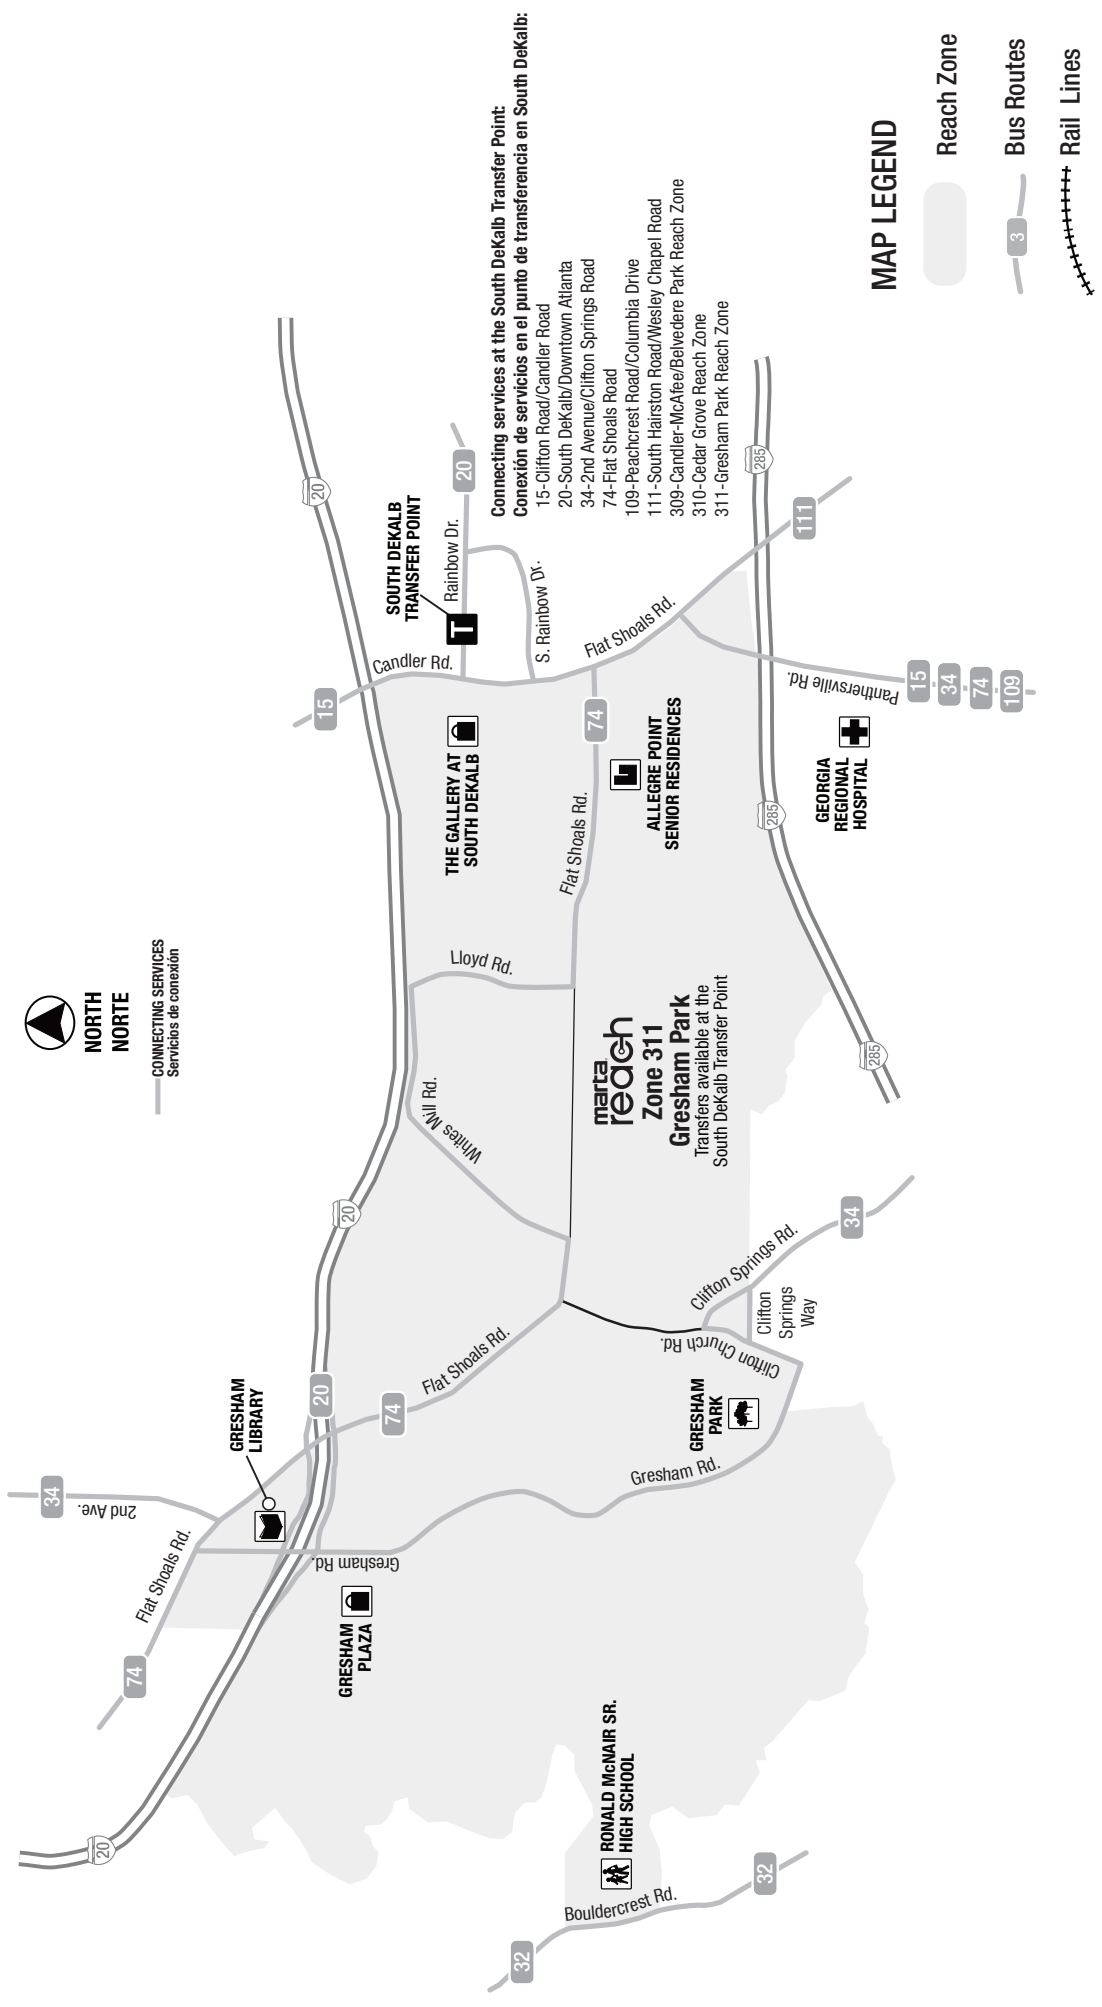 NORTH
NORTE
CONNECTING SERVICES
Servicios de conexión
20
74
Flat Shoals Rd.
34
2nd Ave.
GRESHAM
LIBRARY
20
20
15
Candler Rd.
20
SOUTH DEKALB
TRANSFER POINT
T
Rainbow Dr.
20
S. Rainbow Dr.
Connecting services at the South DeKalb Transfer Point:
Conexión de servicios en el punto de transferencia en South DeKalb:
15-Clifton Road/Candler Road
20-South DeKalb/Downtown Atlanta
34-2nd Avenue/Clifton Springs Road
74-Flat Shoals Road
109-Peachcrest Road/Columbia Drive
111-South Hairston Road/Wesley Chapel Road
309-Candler-McAfee/Belvedere Park Reach Zone
310-Cedar Grove Reach Zone
311-Gresham Park Reach Zone
GRESHAM
PLAZA
Gresham Rd.
74
Flat Shoals Rd.
Whites Mill Rd.
Lloyd Rd.
THE GALLERY AT
SOUTH DEKALB
Flat Shoals Rd.
74
Flat Shoals Rd.
ALLEGRE POINT
SENIOR RESIDENCES
marta
reach
Zone 311
Gresham Park
Transfers available at the
South DeKalb Transfer Point
32
Bouldercrest Rd.
32
RONALD McNAIR SR.
HIGH SCHOOL
Gresham Rd.
GRESHAM
PARK
Clifton Church Rd.
Clifton Springs Rd.
Clifton
Springs
Way
34
285
285
285
111
Panthersville Rd.
15
34
74
109
GEORGIA
REGIONAL
HOSPITAL
MAP LEGEND
Reach Zone
3
Bus Routes
Rail Lines